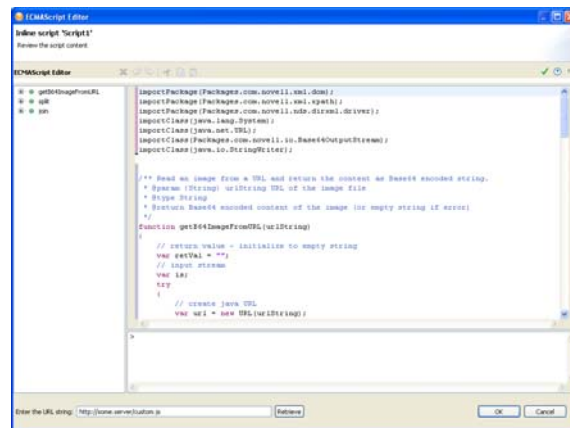 ECMAScript Editor
Inline script 'Script1'
Review the script content
ECMAScript Editor
getB64ImageFromURL
split
join
importPackage(Packages.com.novell.xml.dom);
importPackage(Packages.com.novell.xml.xpath);
importPackage(Packages.com.novell.nds.dirxml.driver);
importClass(java.lang.System);
importClass(java.net.URL);
importClass(Packages.com.novell.io.Base64OutputStream);
importClass(java.io.StringWriter);
/** Read an image from a URL and return the content as Base64 encoded string.
* @param {String} urlString URL of the image file
* @type String
* @return Base64 encoded content of the image (or empty string if error)
*/
function getB64ImageFromURL(urlString)
{
// return value - initialize to empty string
var retVal = "";
// input stream
var is;
try
{
// create java URL
var url = new URL(urlString);
>
Enter the URL string: http://some.server/custom.js Retrieve OK Cancel